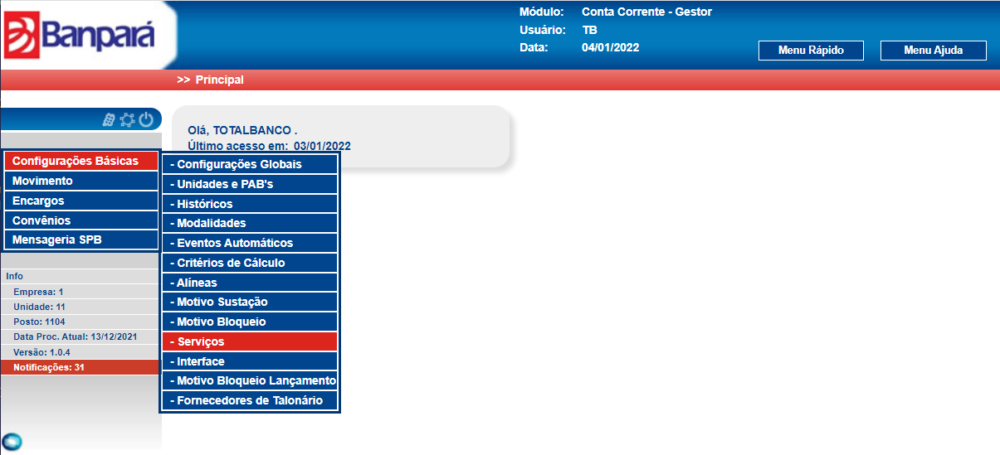 Banpará
Módulo: Conta Corrente - Gestor
Usuário: TB
Data: 04/01/2022
Menu Rápido
Menu Ajuda
>> Principal
Olá, TOTALBANCO .
Último acesso em: 03/01/2022
Configurações Básicas
Movimento
Encargos
Convênios
Mensageria SPB
- Configurações Globais
- Unidades e PAB's
- Históricos
- Modalidades
- Eventos Automáticos
- Critérios de Cálculo
- Alíneas
- Motivo Sustação
- Motivo Bloqueio
- Serviços
- Interface
- Motivo Bloqueio Lançamento
- Fornecedores de Talonário
Info
Empresa: 1
Unidade: 11
Posto: 1104
Data Proc. Atual: 13/12/2021
Versão: 1.0.4
Notificações: 31